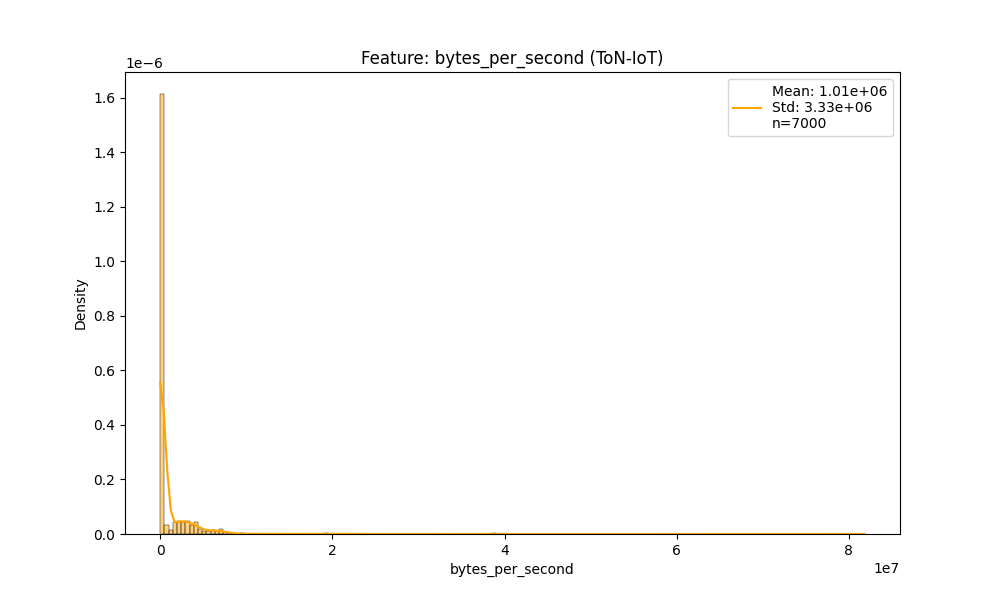 Feature: bytes_per_second (ToN-IoT)
1e−6
Mean: 1.01e+06
Std: 3.33e+06
n=7000
1.6
1.4
1.2
1.0
0.8
0.6
0.4
0.2
0.0
Density
0 2 4 6 8
1e7
bytes_per_second